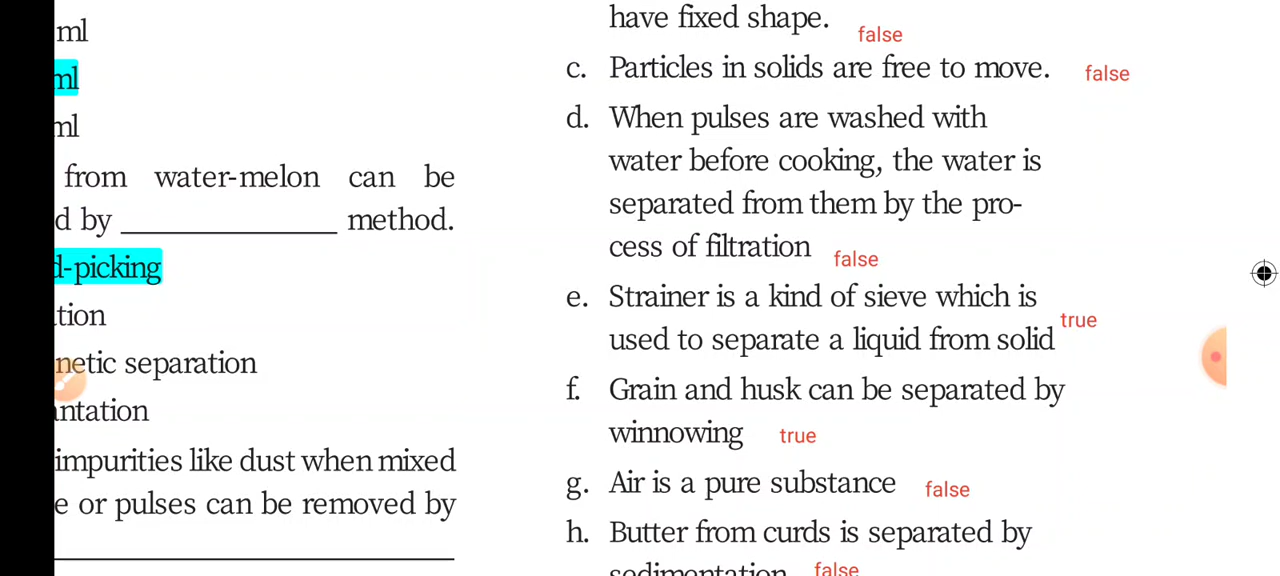 ml
ml
ml
from water-melon can be
d by ______________ method.
d-picking
tion
netic separation
ntation
impurities like dust when mixed
e or pulses can be removed by
have fixed shape. false
c. Particles in solids are free to move. false
d. When pulses are washed with
water before cooking, the water is
separated from them by the pro-
cess of filtration false
e. Strainer is a kind of sieve which is
used to separate a liquid from solid true
f. Grain and husk can be separated by
winnowing true
g. Air is a pure substance false
h. Butter from curds is separated by
sedimentation false